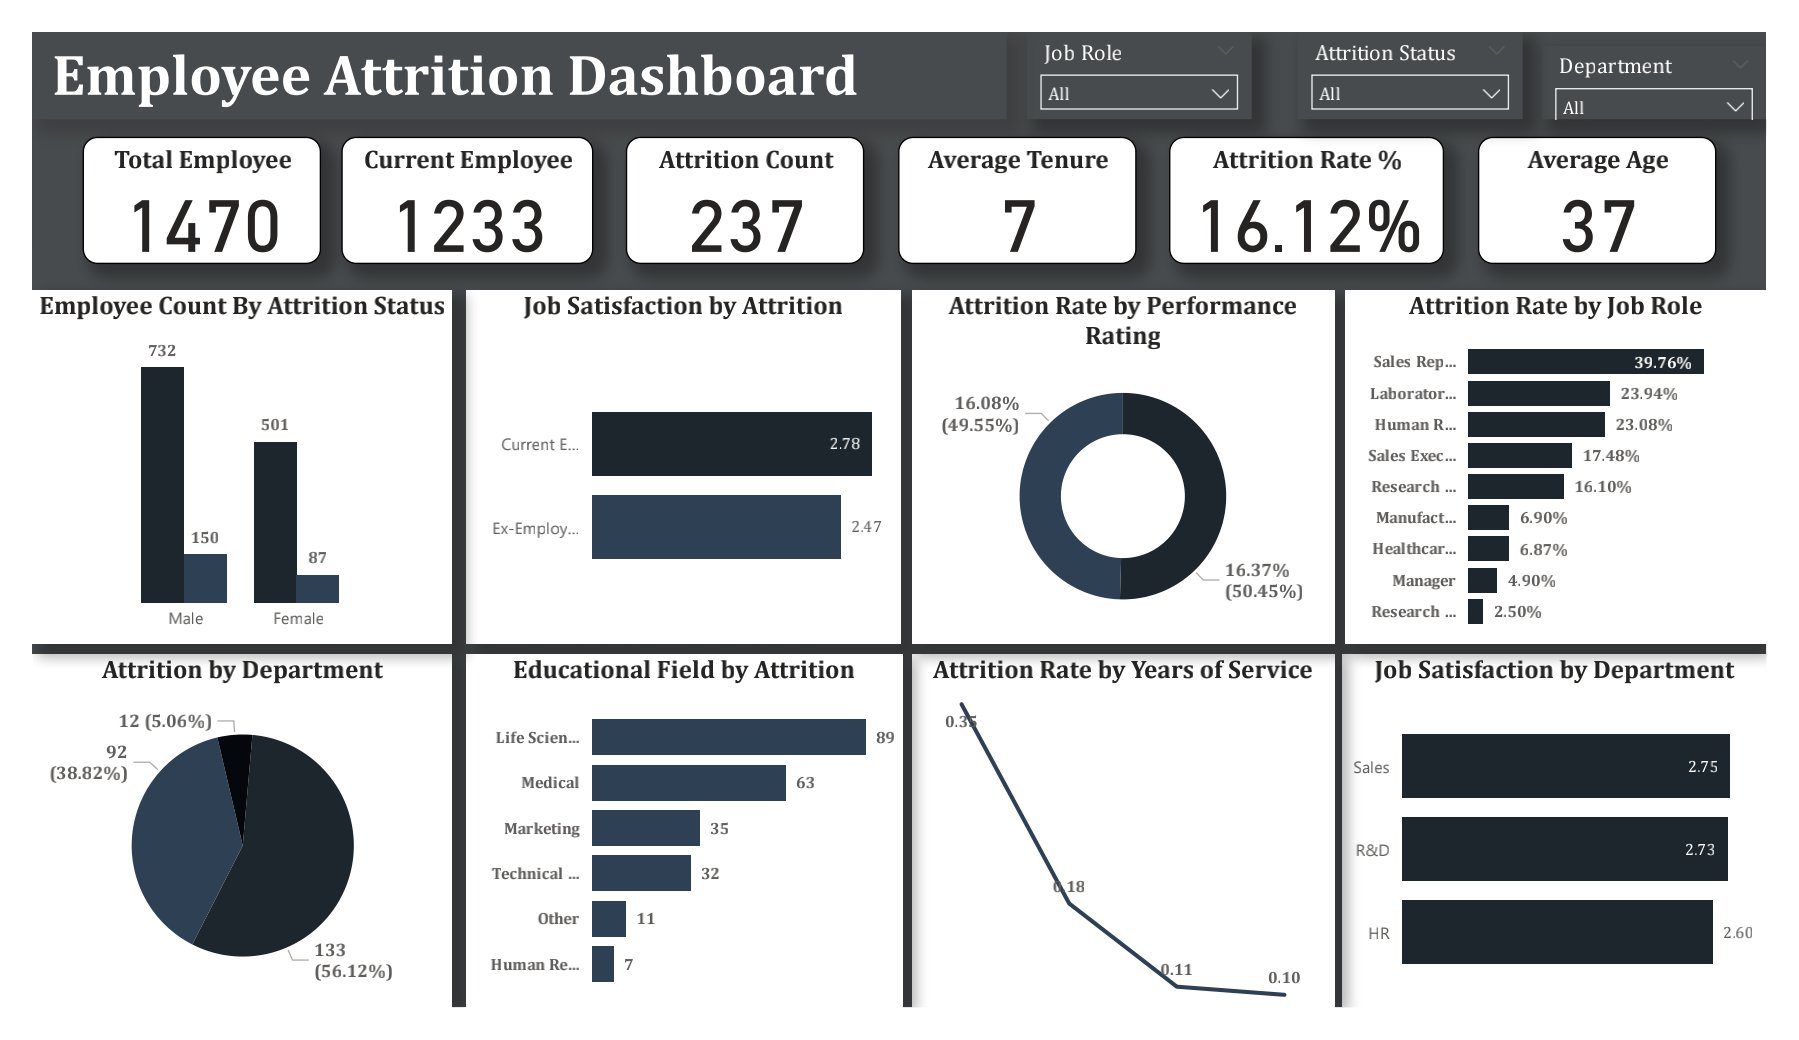 Employee Attrition Dashboard
Job Role
All
Attrition Status
All
Department
All
Total Employee
1470
Current Employee
1233
Attrition Count
237
Average Tenure
7
Attrition Rate %
16.12%
Average Age
37
Employee Count By Attrition Status
732
150
501
87
Male
Female
Job Satisfaction by Attrition
Current E...
2.78
Ex-Employ...
2.47
Attrition Rate by Performance
Rating
16.08%
(49.55%)
16.37%
(50.45%)
Attrition Rate by Job Role
Sales Rep...
39.76%
Laborator...
23.94%
Human R...
23.08%
Sales Exec...
17.48%
Research ...
16.10%
Manufact...
6.90%
Healthcar...
6.87%
Manager
4.90%
Research ...
2.50%
Attrition by Department
12 (5.06%)
92
(38.82%)
133
(56.12%)
Educational Field by Attrition
Life Scien...
89
Medical
63
Marketing
35
Technical ...
32
Other
11
Human Re...
7
Attrition Rate by Years of Service
0.35
0.18
0.11
0.10
Job Satisfaction by Department
Sales
2.75
R&D
2.73
HR
2.60